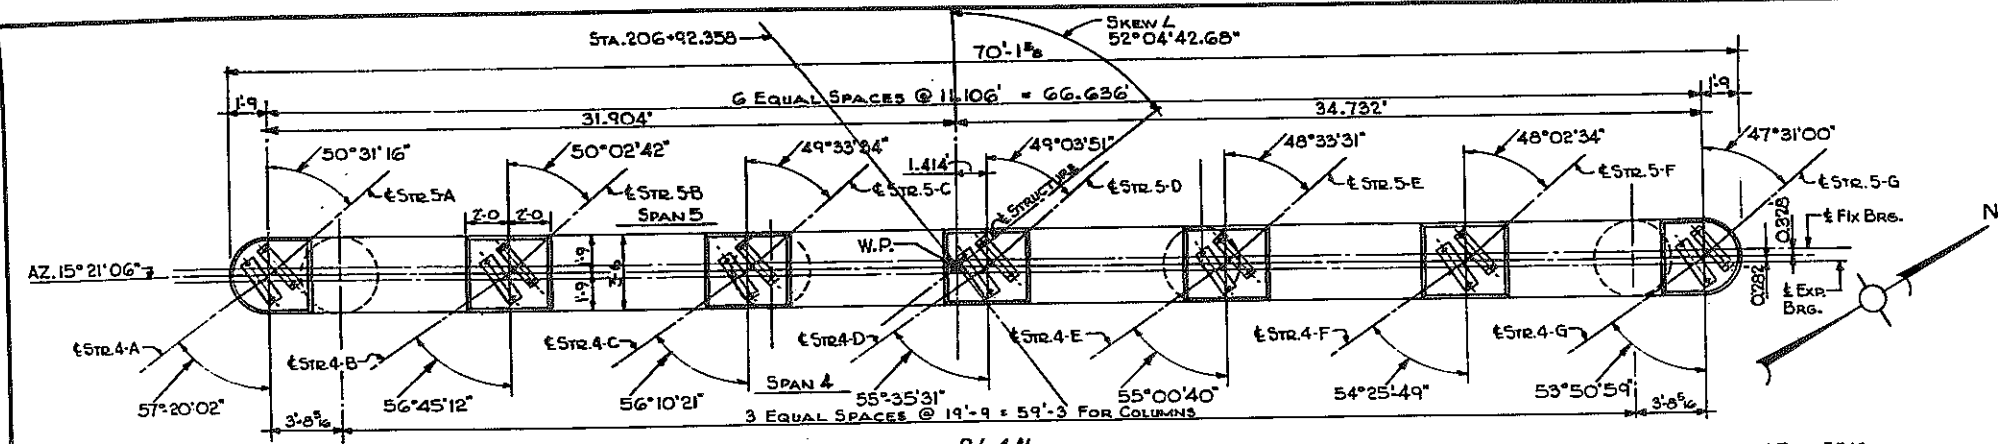 STA. 206+92.358
SKEW ∠
52°04'42.68"
70'-1⅝
1'-9
6 EQUAL SPACES @ 11.106' = 66.636'
1'-9
31.904'
34.732'
50°31'16"
50°02'42"
49°33'34"
1.414'
49°03'51"
48°33'31"
48°02'34"
47°31'00"
℄ STR. 5-A
℄ STR. 5-B
℄ STR. 5-C
℄ STRUCTURE
℄ STR. 5-D
℄ STR. 5-E
℄ STR. 5-F
℄ STR. 5-G
2'-0
2'-0
SPAN 5
0.328'
℄ FIX BRG.
N
W.P.
1'-9
3'-6
1'-9
AZ. 15°21'06"
0.282
℄ EXP.
BRG.
℄ STR. 4-A
℄ STR. 4-B
℄ STR. 4-C
℄ STR. 4-D
℄ STR. 4-E
℄ STR. 4-F
℄ STR. 4-G
SPAN 4
57°20'02"
56°45'12"
56°10'21"
55°35'31"
55°00'40"
54°25'49"
53°50'59"
3'-8 5/16
3 EQUAL SPACES @ 19'-9 = 59'-3 FOR COLUMNS
3'-8 5/16